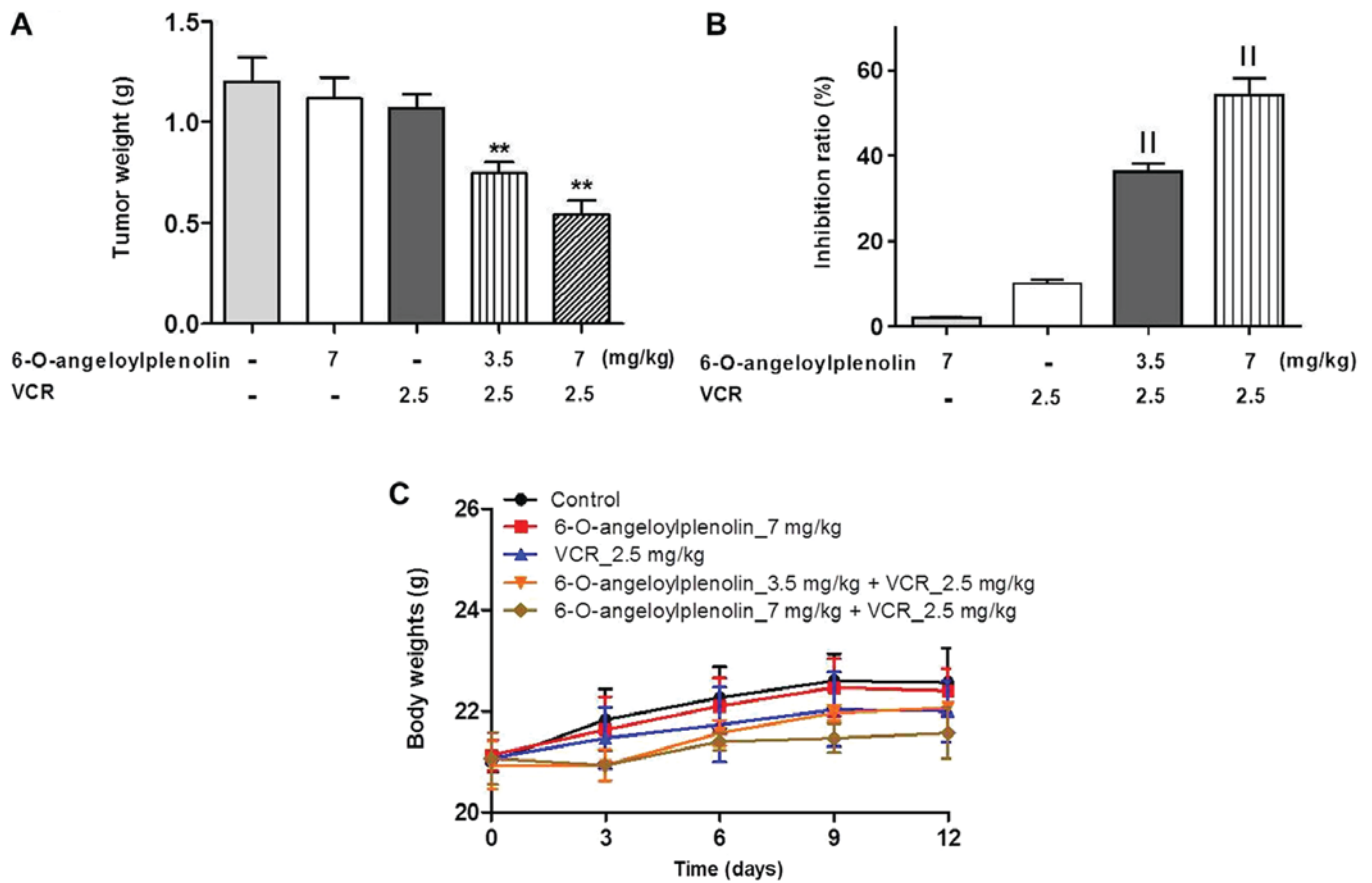 A
Tumor weight (g)
1.5
1.0
0.5
0.0
**
**
6-O-angeloylplenolin - 7 - 3.5 7 (mg/kg)
VCR - - 2.5 2.5 2.5
B
Inhibition ratio (%)
60
40
20
0
||
||
6-O-angeloylplenolin 7 - 3.5 7 (mg/kg)
VCR - 2.5 2.5 2.5
C
Body weights (g)
26
24
22
20
Control
6-O-angeloylplenolin_7 mg/kg
VCR_2.5 mg/kg
6-O-angeloylplenolin_3.5 mg/kg + VCR_2.5 mg/kg
6-O-angeloylplenolin_7 mg/kg + VCR_2.5 mg/kg
0 3 6 9 12
Time (days)